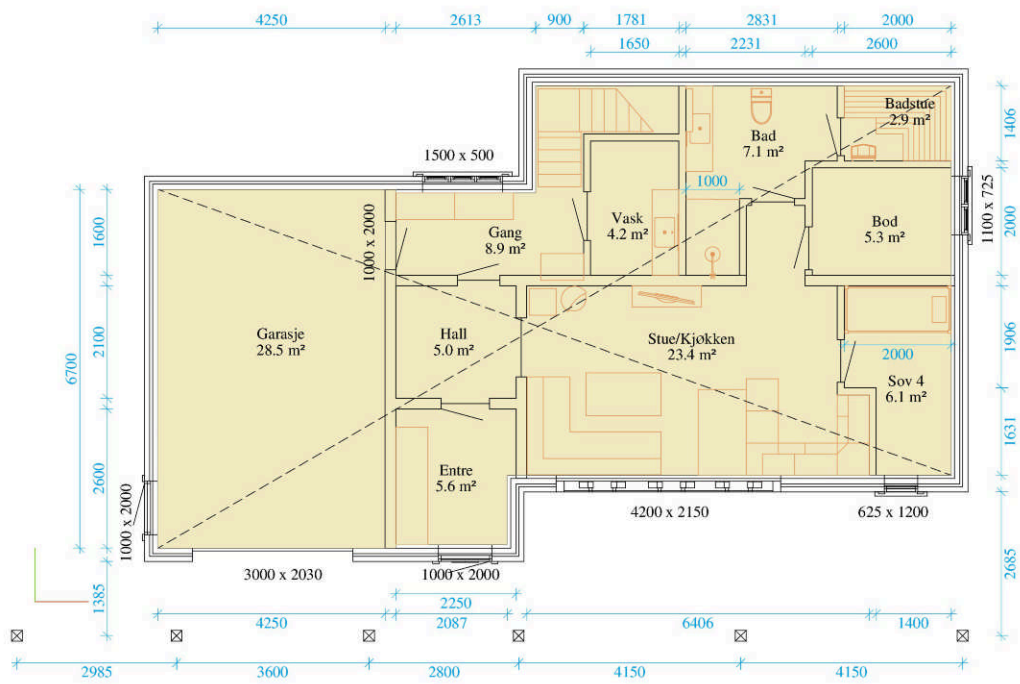 4250
2613
900
1781
2831
2000
1650
2231
2600
Badstue
2.9 m²
Bad
7.1 m²
1406
1500 x 500
1000
1100 x 725
1600
1000 x 2000
Gang
8.9 m²
Vask
4.2 m²
Bod
5.3 m²
2000
6700
2100
Garasje
28.5 m²
Hall
5.0 m²
Stue/Kjøkken
23.4 m²
2000
1906
Sov 4
6.1 m²
2600
Entre
5.6 m²
1631
1000 x 2000
4200 x 2150
625 x 1200
3000 x 2030
1000 x 2000
1385
2685
2250
4250
2087
6406
1400
2985
3600
2800
4150
4150